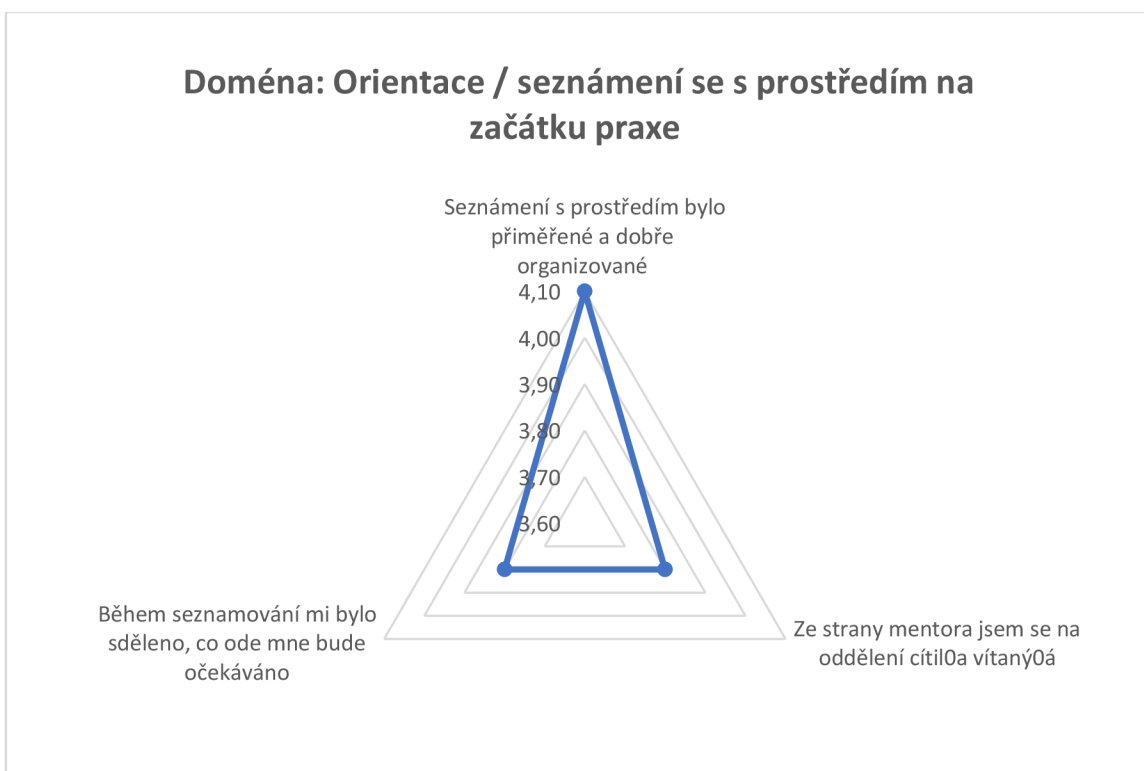 Doména: Orientace / seznámení se s prostředím na
začátku praxe
Seznámení s prostředím bylo
přiměřené a dobře
organizované
4,10
4,00
3,90
3,80
3,70
3,60
Během seznamování mi bylo
sděleno, co ode mne bude
očekáváno
Ze strany mentora jsem se na
oddělení cítil0a vítaný0á